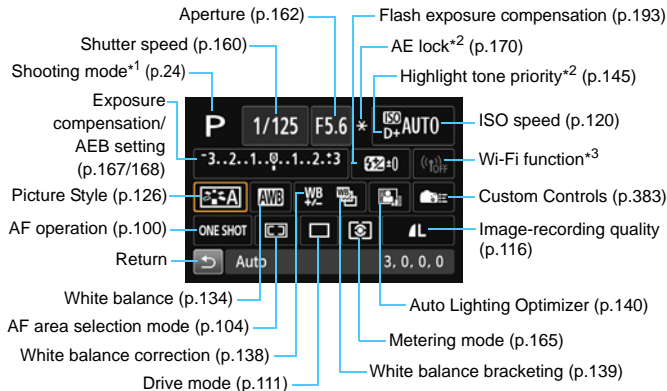 Aperture (p.162)
Flash exposure compensation (p.193)
Shutter speed (p.160)
AE lock*2 (p.170)
Shooting mode*1 (p.24)
Highlight tone priority*2 (p.145)
Exposure
compensation/
AEB setting
(p.167/168)
P 1/125 F5.6 * ISO D+ AUTO
ISO speed (p.120)
-3..2..1..0..1..2.:3 ±0 OFF
Wi-Fi function*3
Picture Style (p.126)
A AWB WB +/- WB
Custom Controls (p.383)
AF operation (p.100)
ONE SHOT L
Image-recording quality
(p.116)
Return
Auto 3, 0, 0, 0
White balance (p.134)
Auto Lighting Optimizer (p.140)
AF area selection mode (p.104)
Metering mode (p.165)
White balance correction (p.138)
White balance bracketing (p.139)
Drive mode (p.111)